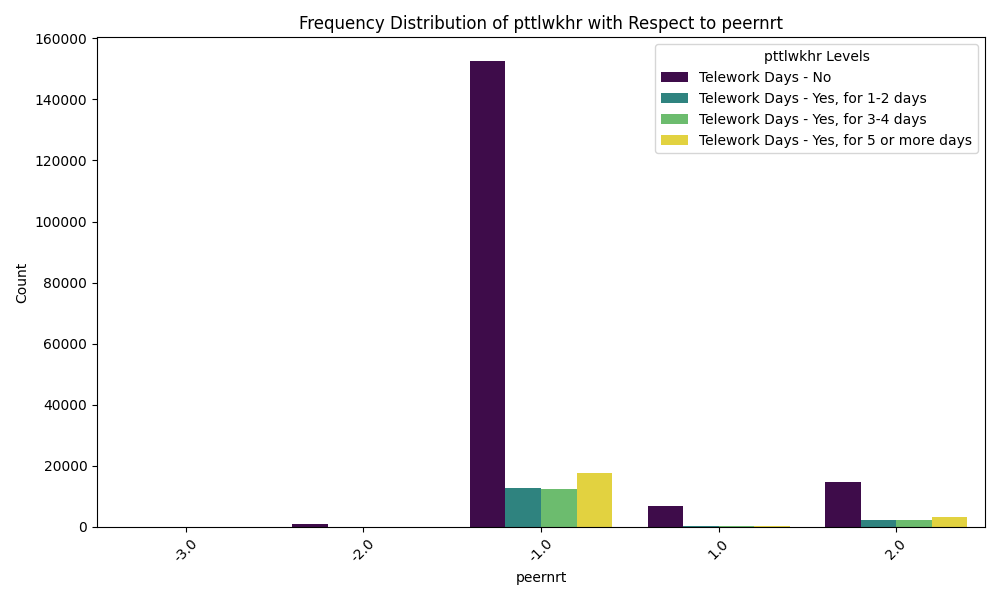 Frequency Distribution of pttlwkhr with Respect to peernrt
160000
140000
120000
100000
80000
60000
40000
20000
0
Count
pttlwkhr Levels
Telework Days - No
Telework Days - Yes, for 1-2 days
Telework Days - Yes, for 3-4 days
Telework Days - Yes, for 5 or more days
-3.0
-2.0
-1.0
1.0
2.0
peernrt